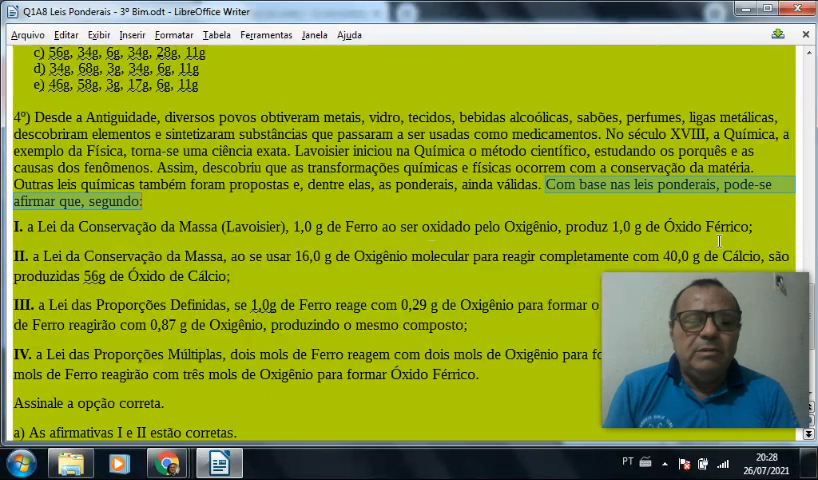 Q1A8 Leis Ponderais - 3º Bim.odt - LibreOffice Writer
Arquivo Editar Exibir Inserir Formatar Tabela Ferramentas Janela Ajuda
c) 56g, 34g, 6g, 34g, 28g, 11g
d) 34g, 68g, 3g, 34g, 6g, 11g
e) 46g, 58g, 3g, 17g, 6g, 11g
4º) Desde a Antiguidade, diversos povos obtiveram metais, vidro, tecidos, bebidas alcoólicas, sabões, perfumes, ligas metálicas,
descobriram elementos e sintetizaram substâncias que passaram a ser usadas como medicamentos. No século XVIII, a Química, a
exemplo da Física, torna-se uma ciência exata. Lavoisier iniciou na Química o método científico, estudando os porquês e as
causas dos fenômenos. Assim, descobriu que as transformações químicas e físicas ocorrem com a conservação da matéria.
Outras leis químicas também foram propostas e, dentre elas, as ponderais, ainda válidas. Com base nas leis ponderais, pode-se
afirmar que, segundo:
I. a Lei da Conservação da Massa (Lavoisier), 1,0 g de Ferro ao ser oxidado pelo Oxigênio, produz 1,0 g de Óxido Férrico;
II. a Lei da Conservação da Massa, ao se usar 16,0 g de Oxigênio molecular para reagir completamente com 40,0 g de Cálcio, são
produzidas 56g de Óxido de Cálcio;
III. a Lei das Proporções Definidas, se 1,0g de Ferro reage com 0,29 g de Oxigênio para formar o
de Ferro reagirão com 0,87 g de Oxigênio, produzindo o mesmo composto;
IV. a Lei das Proporções Múltiplas, dois mols de Ferro reagem com dois mols de Oxigênio para
mols de Ferro reagirão com três mols de Oxigênio para formar Óxido Férrico.
Assinale a opção correta.
a) As afirmativas I e II estão corretas.
PT
20:28
26/07/2021